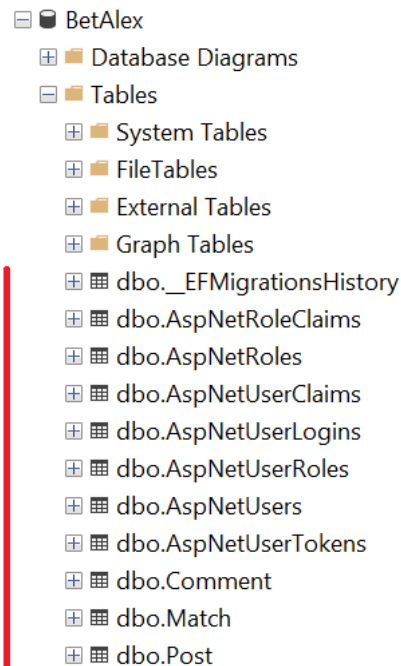 BetAlex
Database Diagrams
Tables
System Tables
FileTables
External Tables
Graph Tables
dbo.__EFMigrationsHistory
dbo.AspNetRoleClaims
dbo.AspNetRoles
dbo.AspNetUserClaims
dbo.AspNetUserLogins
dbo.AspNetUserRoles
dbo.AspNetUsers
dbo.AspNetUserTokens
dbo.Comment
dbo.Match
dbo.Post